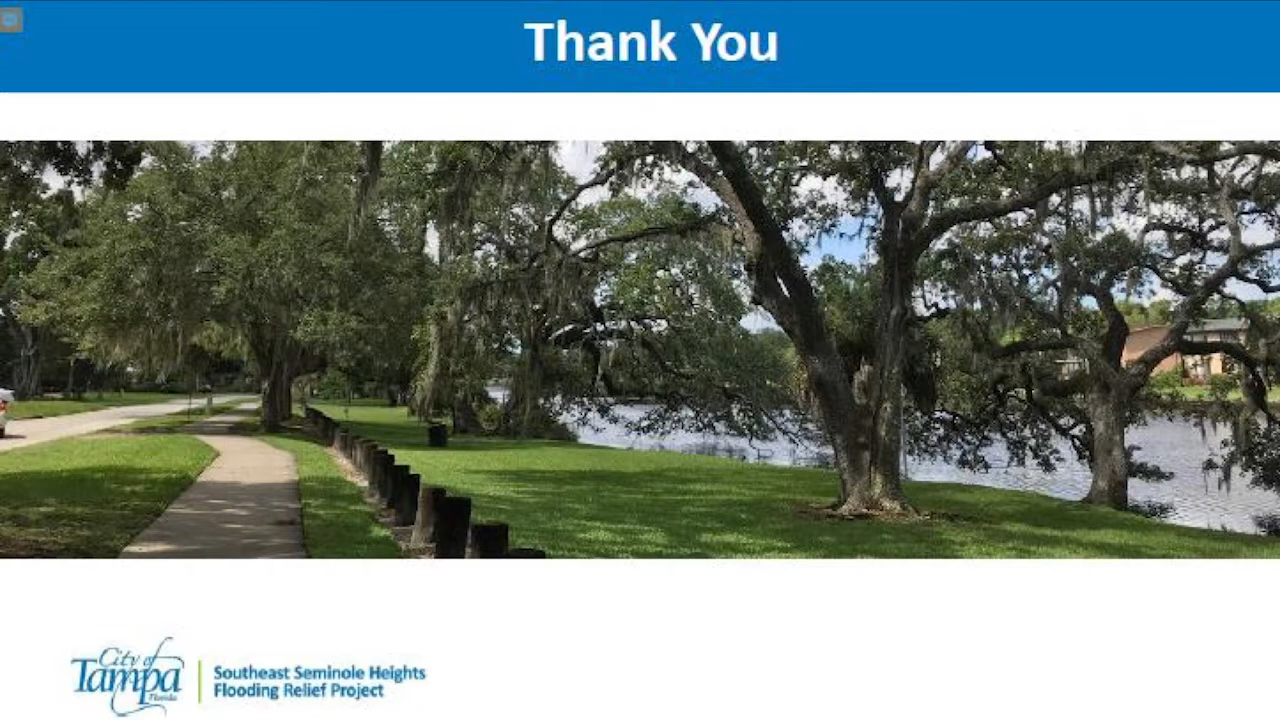 Thank You
City of
Tampa
Florida
Southeast Seminole Heights
Flooding Relief Project